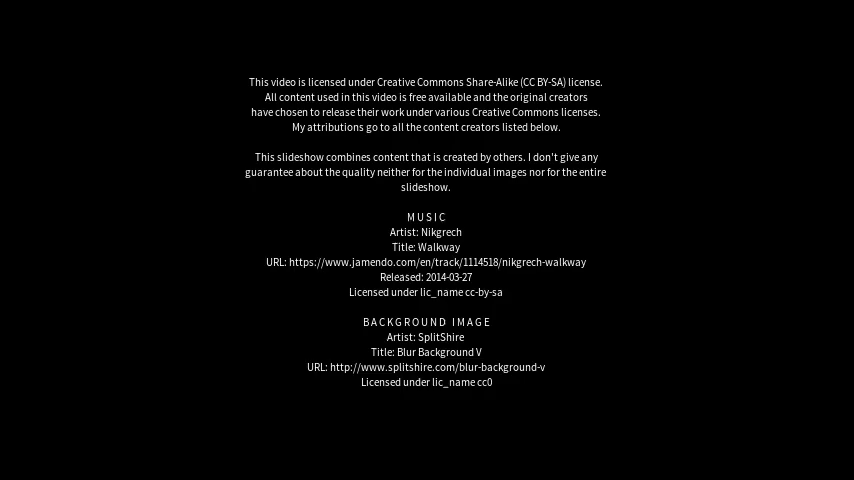 This video is licensed under Creative Commons Share-Alike (CC BY-SA) license.
All content used in this video is free available and the original creators
have chosen to release their work under various Creative Commons licenses.
My attributions go to all the content creators listed below.
This slideshow combines content that is created by others. I don't give any
guarantee about the quality neither for the individual images nor for the entire
slideshow.
MUSIC
Artist: Nikgrech
Title: Walkway
URL: https://www.jamendo.com/en/track/1114518/nikgrech-walkway
Released: 2014-03-27
Licensed under lic_name cc-by-sa
BACKGROUND IMAGE
Artist: SplitShire
Title: Blur Background V
URL: http://www.splitshire.com/blur-background-v
Licensed under lic_name cc0